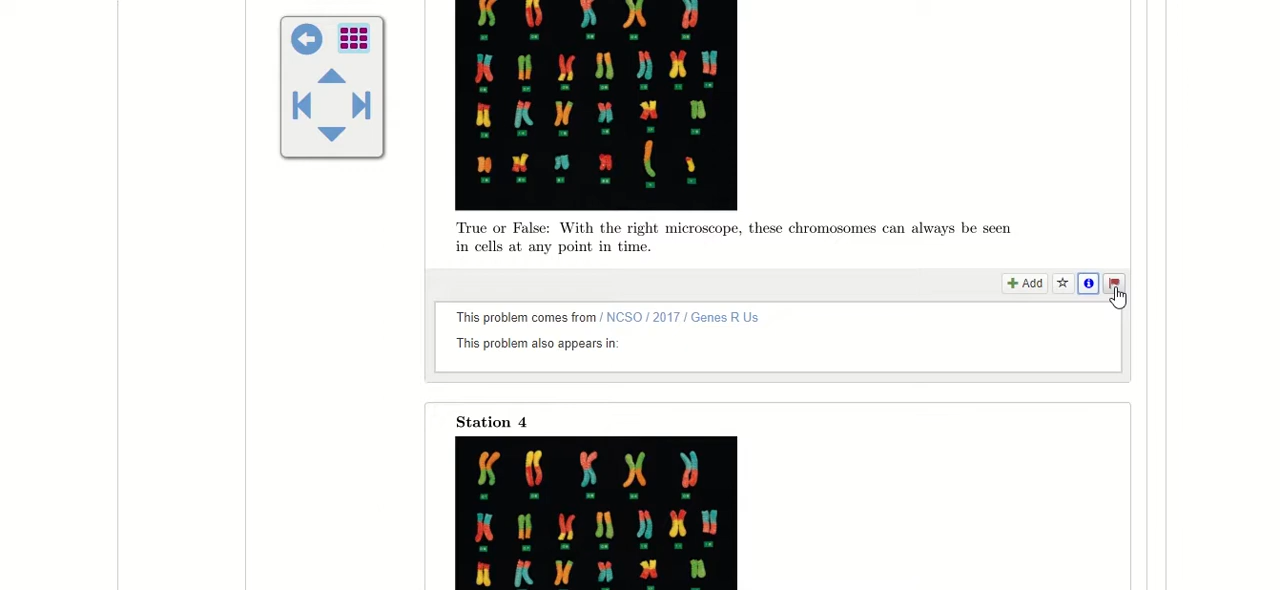 True or False: With the right microscope, these chromosomes can always be seen
in cells at any point in time.
Add
This problem comes from / NCSO / 2017 / Genes R Us
This problem also appears in:
Station 4